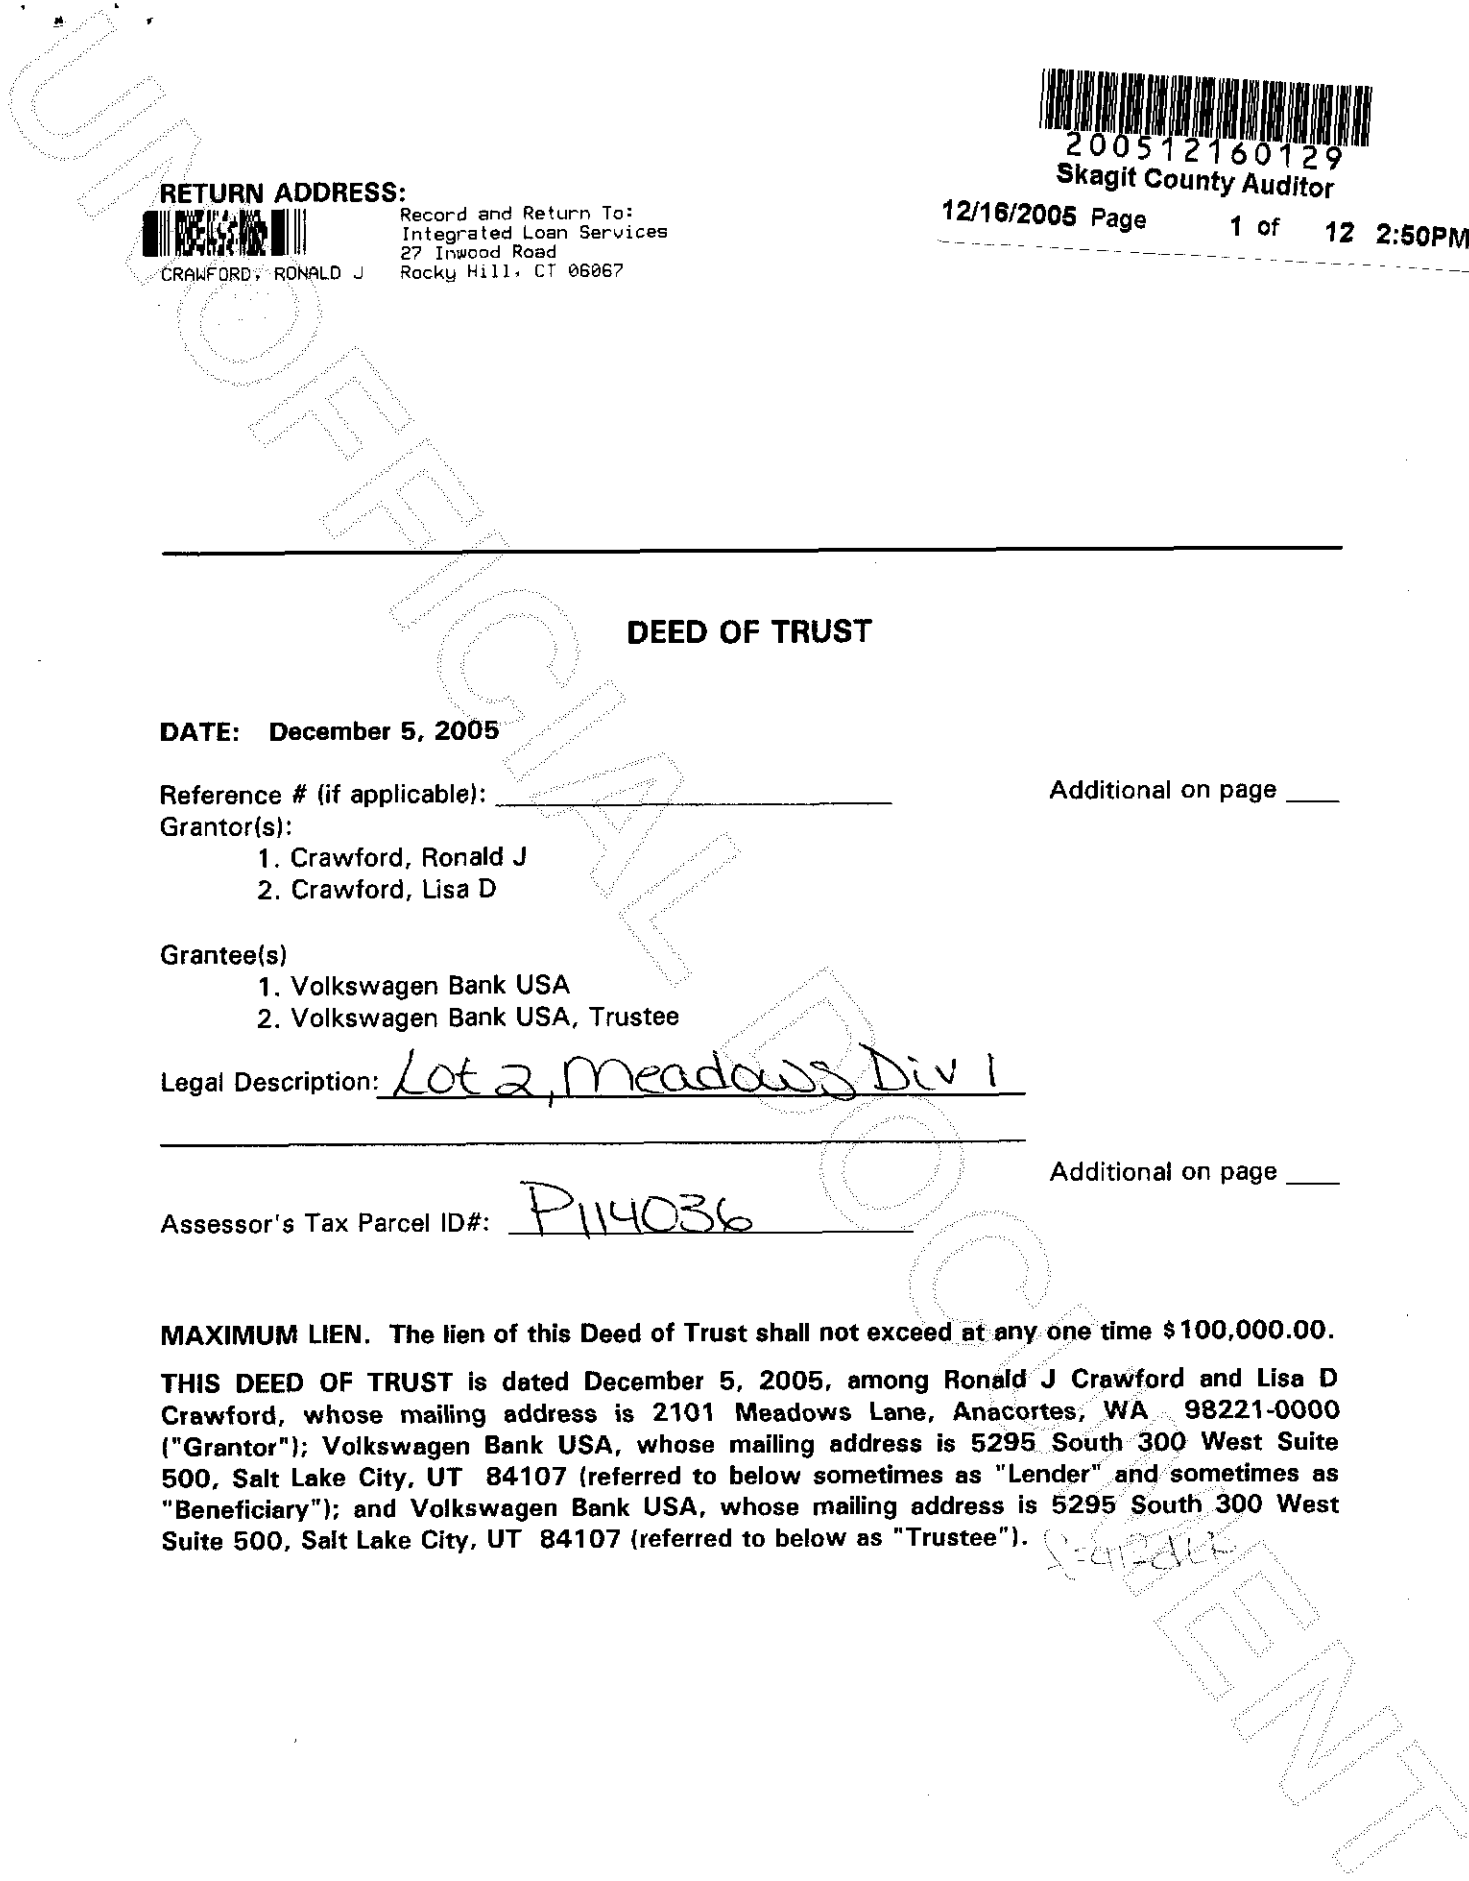 200512160129
Skagit County Auditor
12/16/2005 Page 1 of 12 2:50PM
RETURN ADDRESS:
CRAWFORD, RONALD J
Record and Return To:
Integrated Loan Services
27 Inwood Road
Rocky Hill, CT 06067
DEED OF TRUST
DATE: December 5, 2005
Reference # (if applicable): ____ Additional on page ____
Grantor(s):
1. Crawford, Ronald J
2. Crawford, Lisa D
Grantee(s)
1. Volkswagen Bank USA
2. Volkswagen Bank USA, Trustee
Legal Description: Lot 2, Meadows Div 1
Additional on page ____
Assessor's Tax Parcel ID#: P114036
MAXIMUM LIEN. The lien of this Deed of Trust shall not exceed at any one time $100,000.00.
THIS DEED OF TRUST is dated December 5, 2005, among Ronald J Crawford and Lisa D
Crawford, whose mailing address is 2101 Meadows Lane, Anacortes, WA 98221-0000
("Grantor"); Volkswagen Bank USA, whose mailing address is 5295 South 300 West Suite
500, Salt Lake City, UT 84107 (referred to below sometimes as "Lender" and sometimes as
"Beneficiary"); and Volkswagen Bank USA, whose mailing address is 5295 South 300 West
Suite 500, Salt Lake City, UT 84107 (referred to below as "Trustee").
UNOFFICIAL DOCUMENT